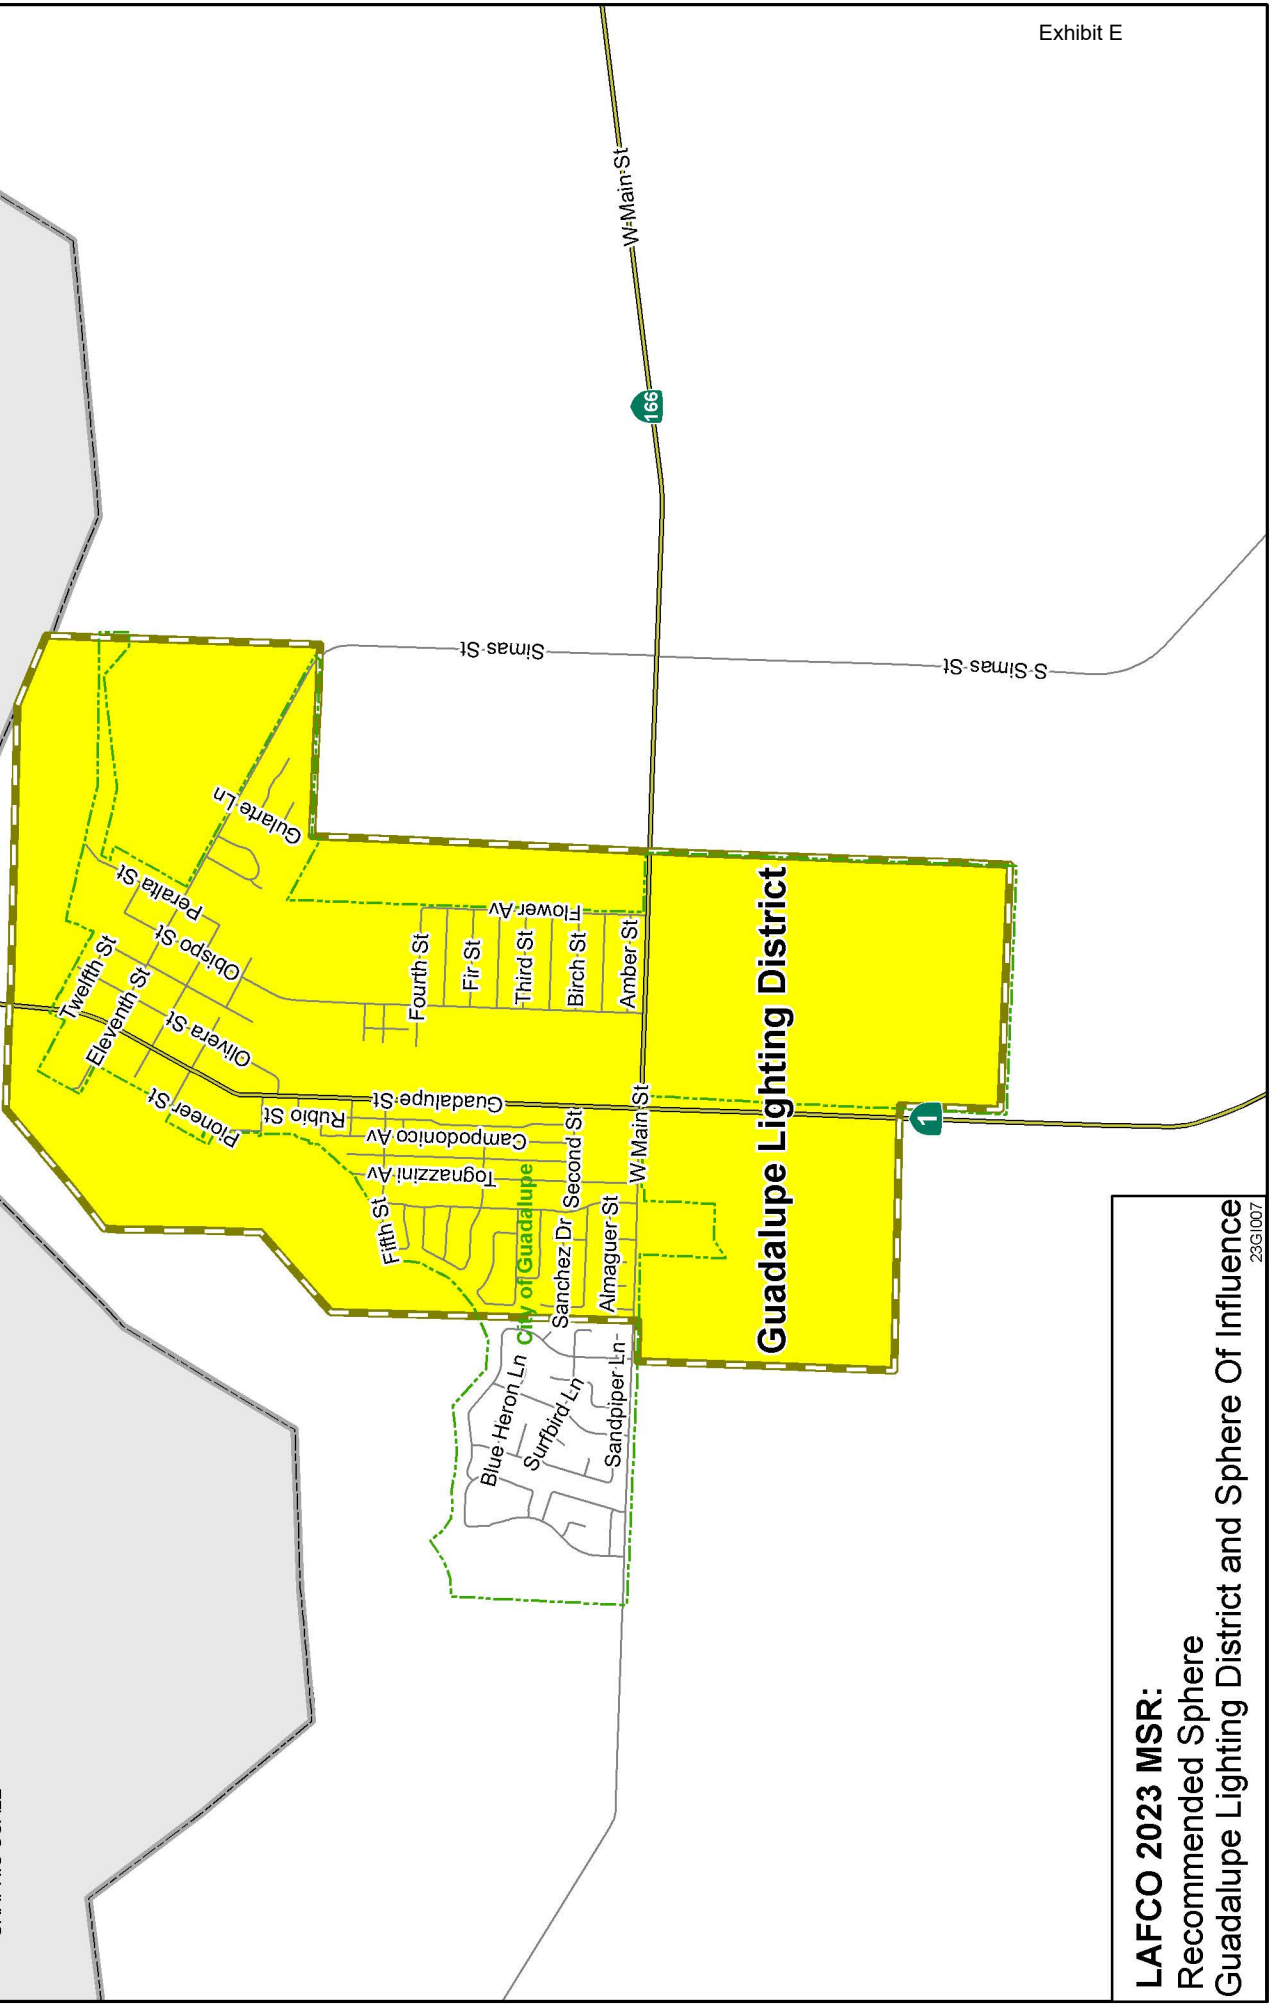 Exhibit E
W Main St
166
Simas St
S Simas St
Gularte Ln
Peralta St
Obispo St
Twelfth St
Eleventh St
Olivera St
Pioneer St
Rubio St
Guadalupe St
Campodonico Av
Tognazzini Av
Fifth St
Flower Av
Fourth St
Fir St
Third St
Birch St
Amber St
Second St
W Main St
City of Guadalupe
Sanchez Dr
Almaguer St
Blue Heron Ln
Surfbird Ln
Sandpiper Ln
Guadalupe Lighting District
1
LAFCO 2023 MSR:
Recommended Sphere
Guadalupe Lighting District and Sphere Of Influence
23GI007